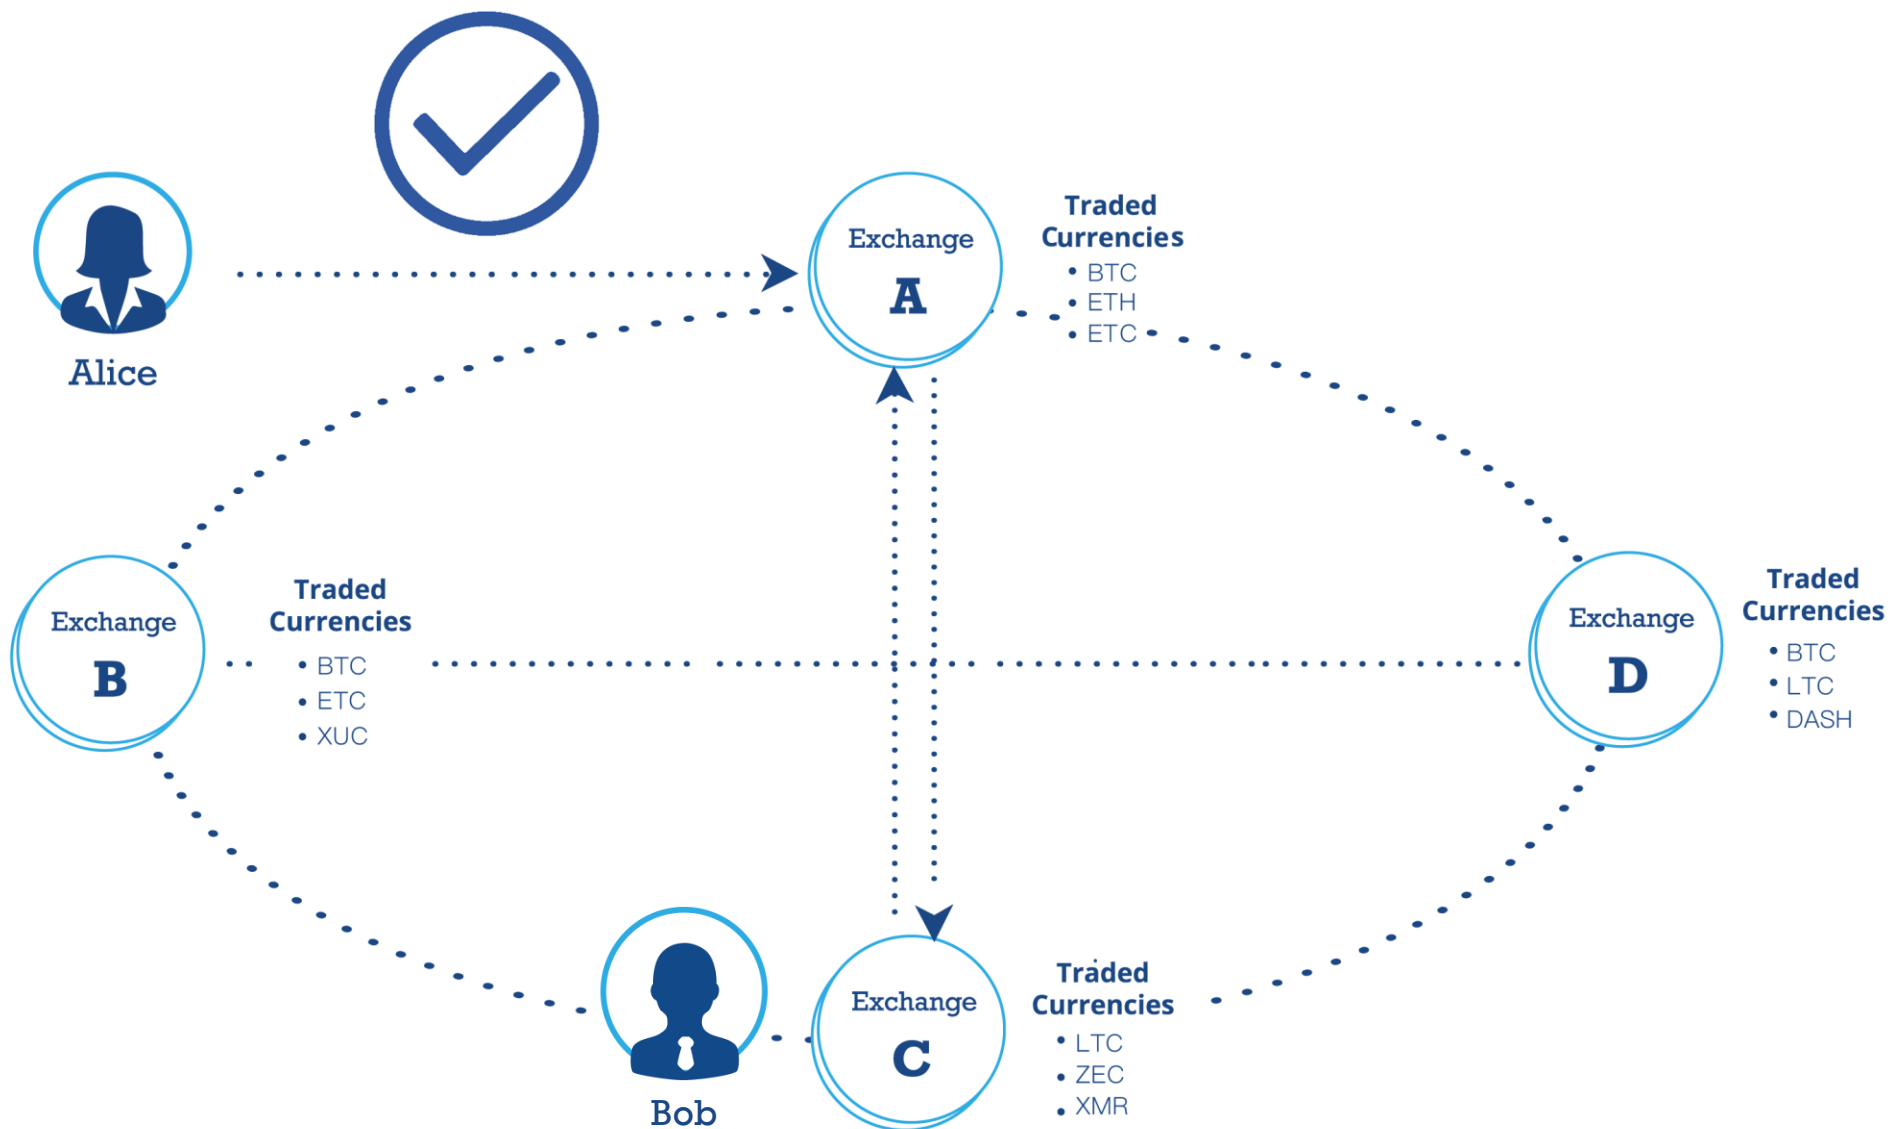 Alice
Exchange
A
Traded
Currencies
• BTC
• ETH
• ETC
Exchange
B
Traded
Currencies
• BTC
• ETC
• XUC
Exchange
D
Traded
Currencies
• BTC
• LTC
• DASH
Bob
Exchange
C
Traded
Currencies
• LTC
• ZEC
• XMR